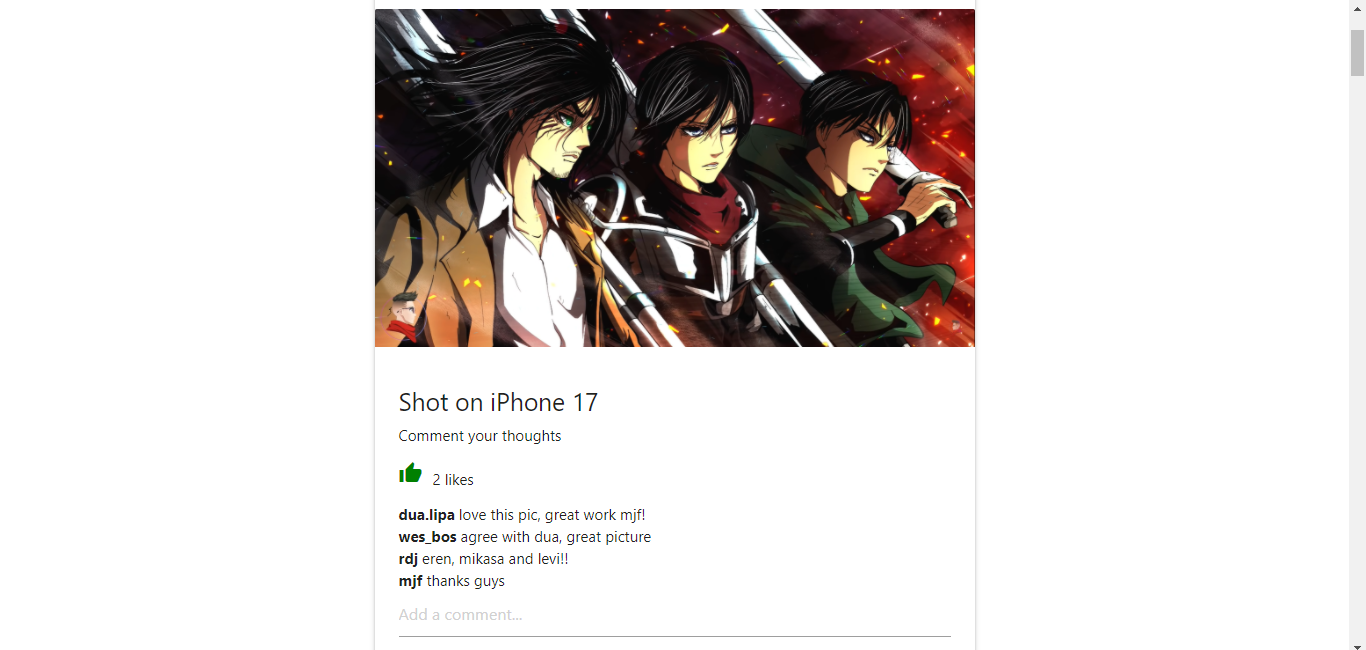 Shot on iPhone 17
Comment your thoughts
2 likes
dua.lipa love this pic, great work mjf!
wes_bos agree with dua, great picture
rdj eren, mikasa and levi!!
mjf thanks guys
Add a comment...